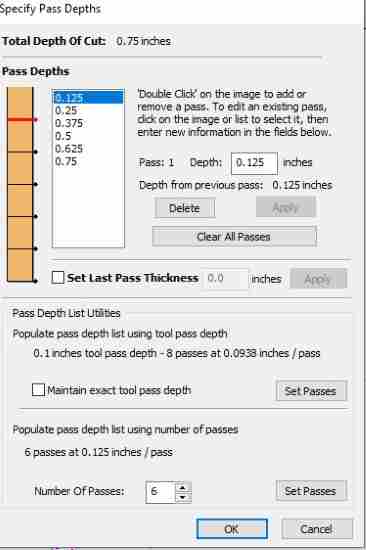 Specify Pass Depths
Total Depth Of Cut: 0.75 inches
Pass Depths
0.125
0.25
0.375
0.5
0.625
0.75
'Double Click' on the image to add or
remove a pass. To edit an existing pass,
click on the image or list to select it, then
enter new information in the fields below.
Pass: 1 Depth: 0.125 inches
Depth from previous pass: 0.125 inches
Delete Apply
Clear All Passes
Set Last Pass Thickness 0.0 inches Apply
Pass Depth List Utilities
Populate pass depth list using tool pass depth
0.1 inches tool pass depth - 8 passes at 0.0938 inches / pass
Maintain exact tool pass depth Set Passes
Populate pass depth list using number of passes
6 passes at 0.125 inches / pass
Number Of Passes: 6 Set Passes
OK Cancel